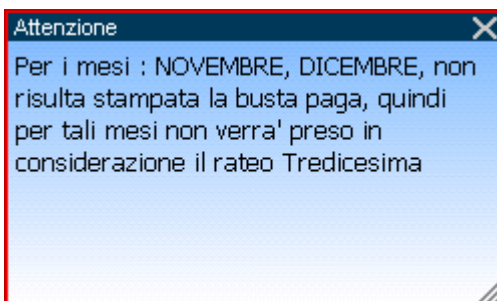 Attenzione
Per i mesi : NOVEMBRE, DICEMBRE, non
risulta stampata la busta paga, quindi
per tali mesi non verra' preso in
considerazione il rateo Tredicesima